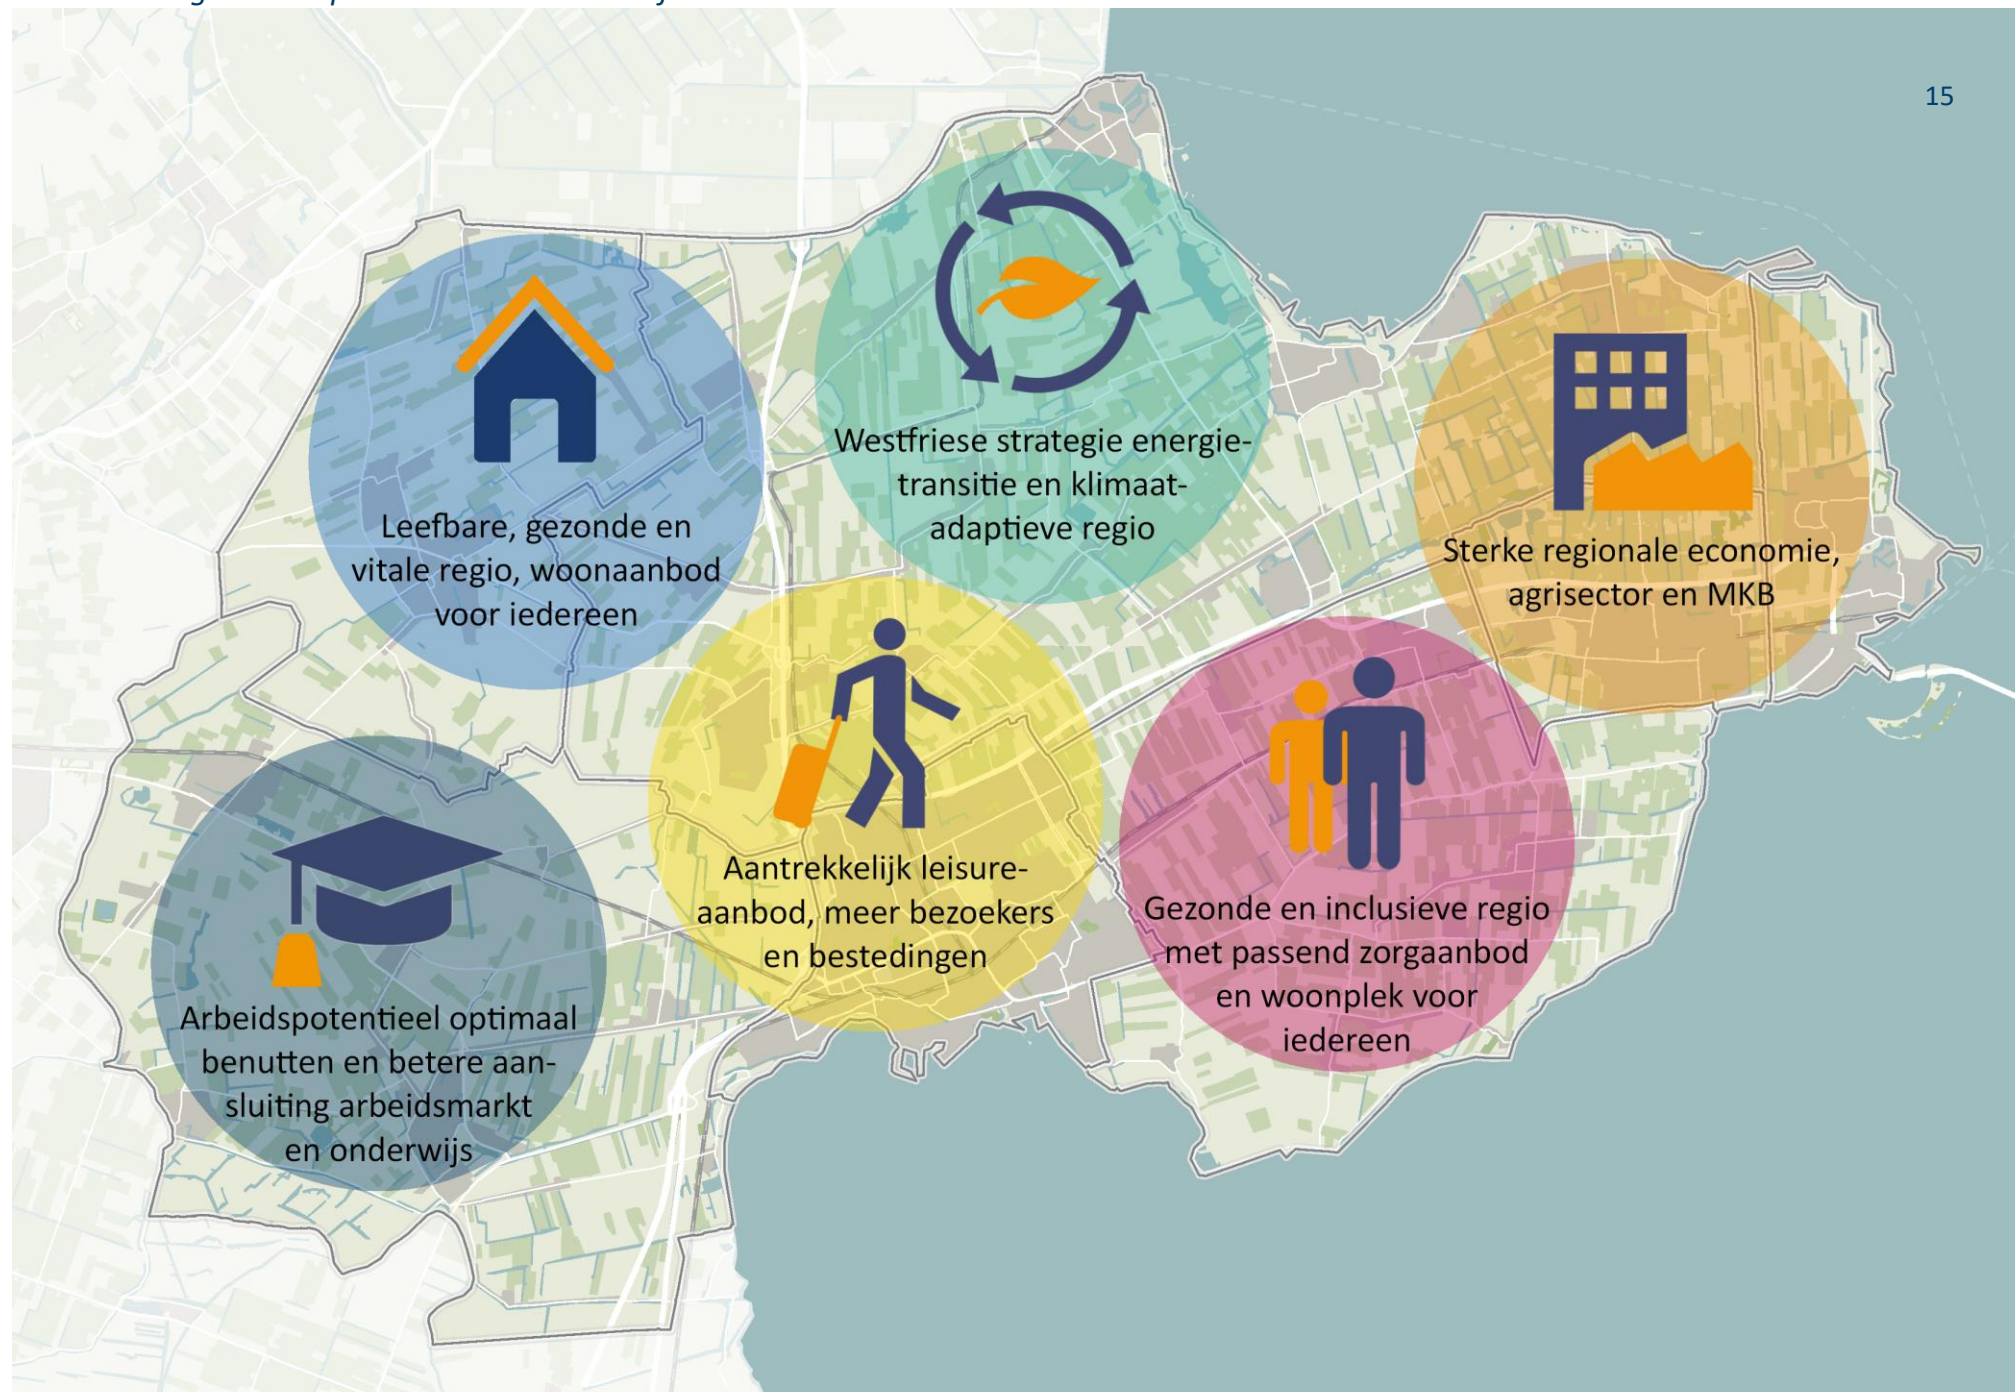 15
Leefbare, gezonde en
vitale regio, woonaanbod
voor iedereen
Westfriese strategie energie-
transitie en klimaat-
adaptieve regio
Sterke regionale economie,
agrisector en MKB
Aantrekkelijk leisure-
aanbod, meer bezoekers
en bestedingen
Gezonde en inclusieve regio
met passend zorgaanbod
en woonplek voor
iedereen
Arbeidspotentieel optimaal
benutten en betere aan-
sluiting arbeidsmarkt
en onderwijs